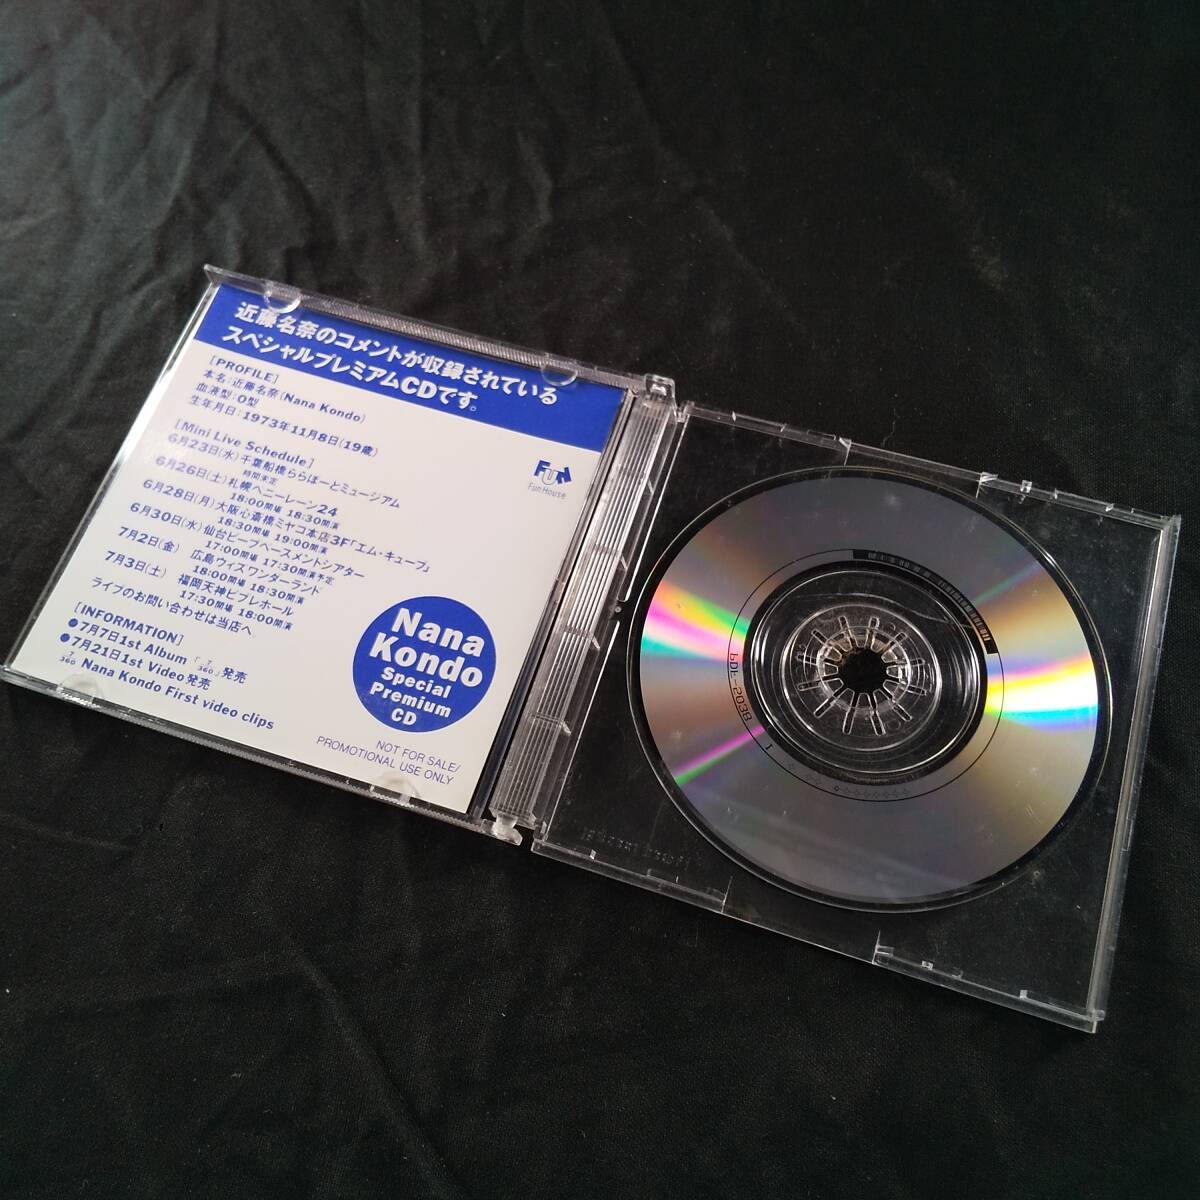 近藤名奈のコメントが収録されている
スペシャルプレミアムCDです。
[PROFILE]
本名:近藤名奈(Nana Kondo)
血液型:O型
生年月日:1973年11月8日(19歳)
Fun
Fun House
[Mini Live Schedule]
6月23日(水)千葉船橋ららぽーとミュージアム
時間未定
6月26日(土)札幌ペニーレーン24
18:00開場 18:30開演
6月28日(月)大阪心斎橋ミヤコ本店3F「エム・キューブ」
18:30開場 19:00開演
6月30日(水)仙台ビーブベースメントシアター
17:00開場 17:30開演予定
7月2日(金) 広島ウィズワンダーランド
18:00開場 18:30開演
7月3日(土) 福岡天神ビブレホール
17:30開場 18:00開演
ライブのお問い合わせは当店へ。
[INFORMATION]
●7月7日1st Album「7/360」発売
●7月21日1st Video発売
7/360 Nana Kondo First video clips
Nana
Kondo
Special
Premium
CD
NOT FOR SALE/
PROMOTIONAL USE ONLY
PDL-2038 1